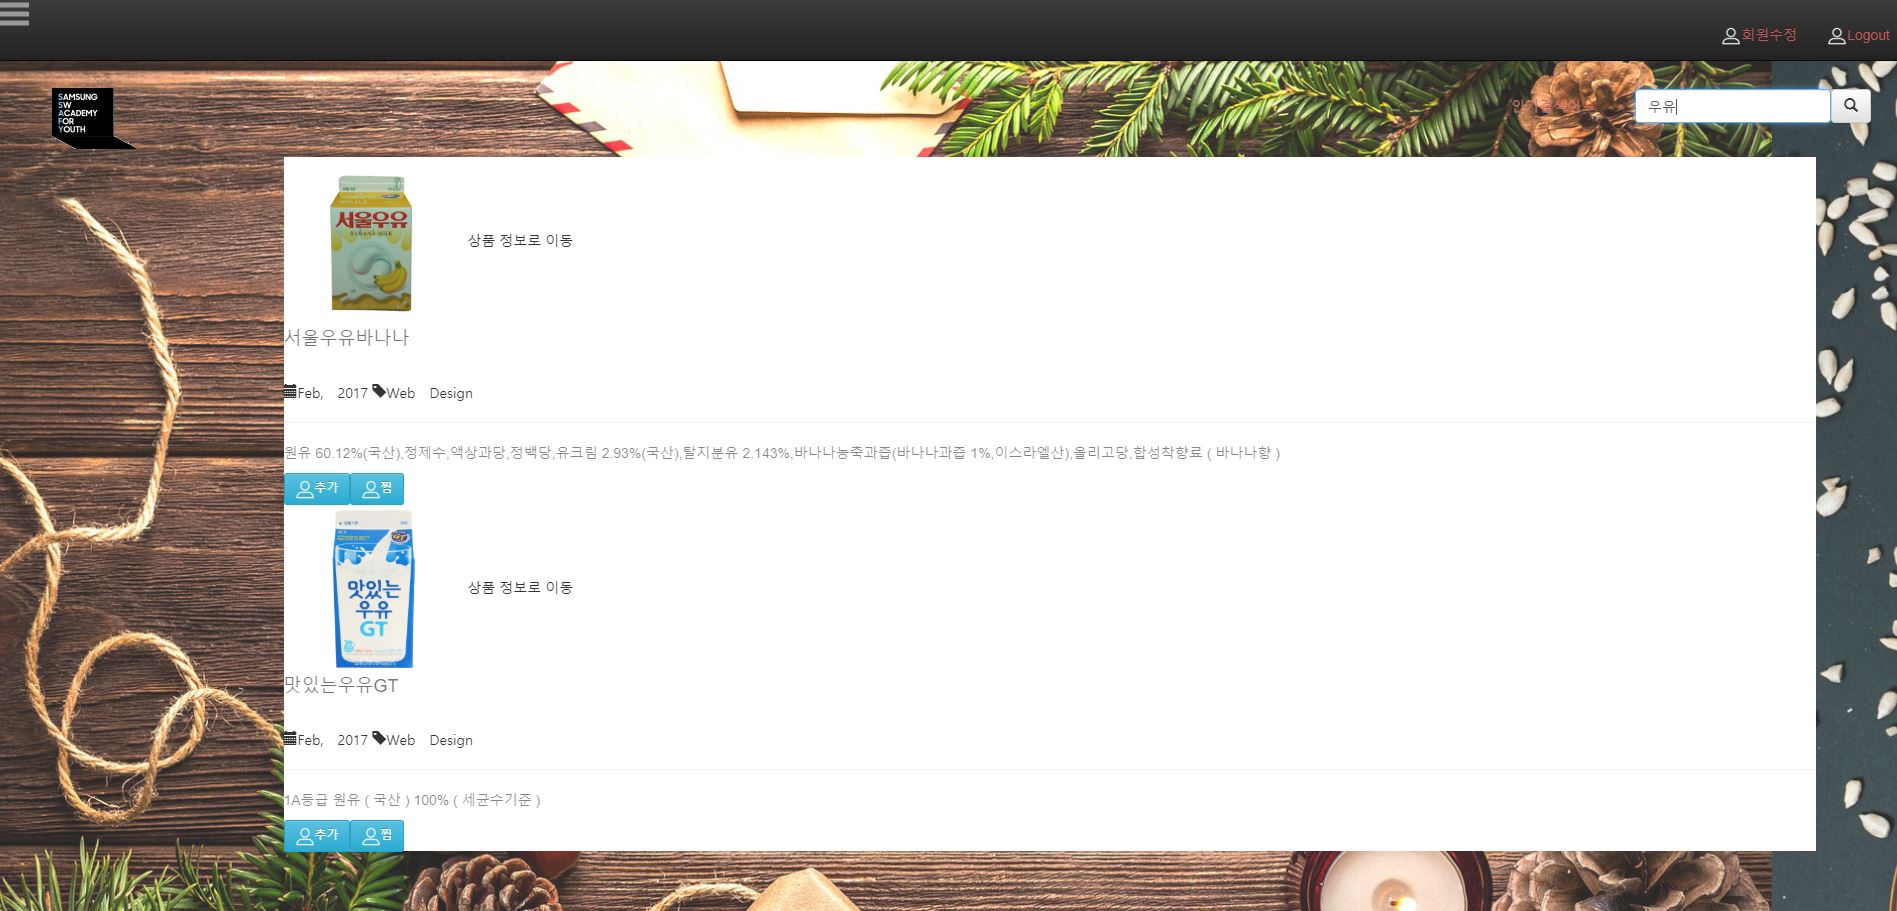 회원수정
Logout
SAMSUNG
SW
ACADEMY
FOR
YOUTH
우유
서울우유
BANANA MILK
상품 정보로 이동
서울우유바나나
Feb, 2017 Web Design
원유 60.12%(국산),정제수,액상과당,정백당,유크림 2.93%(국산),탈지분유 2.143%,바나나농축과즙(바나나과즙 1%,이스라엘산),올리고당,합성착향료 ( 바나나향 )
추가 찜
GT
맛있는
우유
GT
상품 정보로 이동
맛있는우유GT
Feb, 2017 Web Design
1A등급 원유 ( 국산 ) 100% ( 세균수기준 )
추가 찜